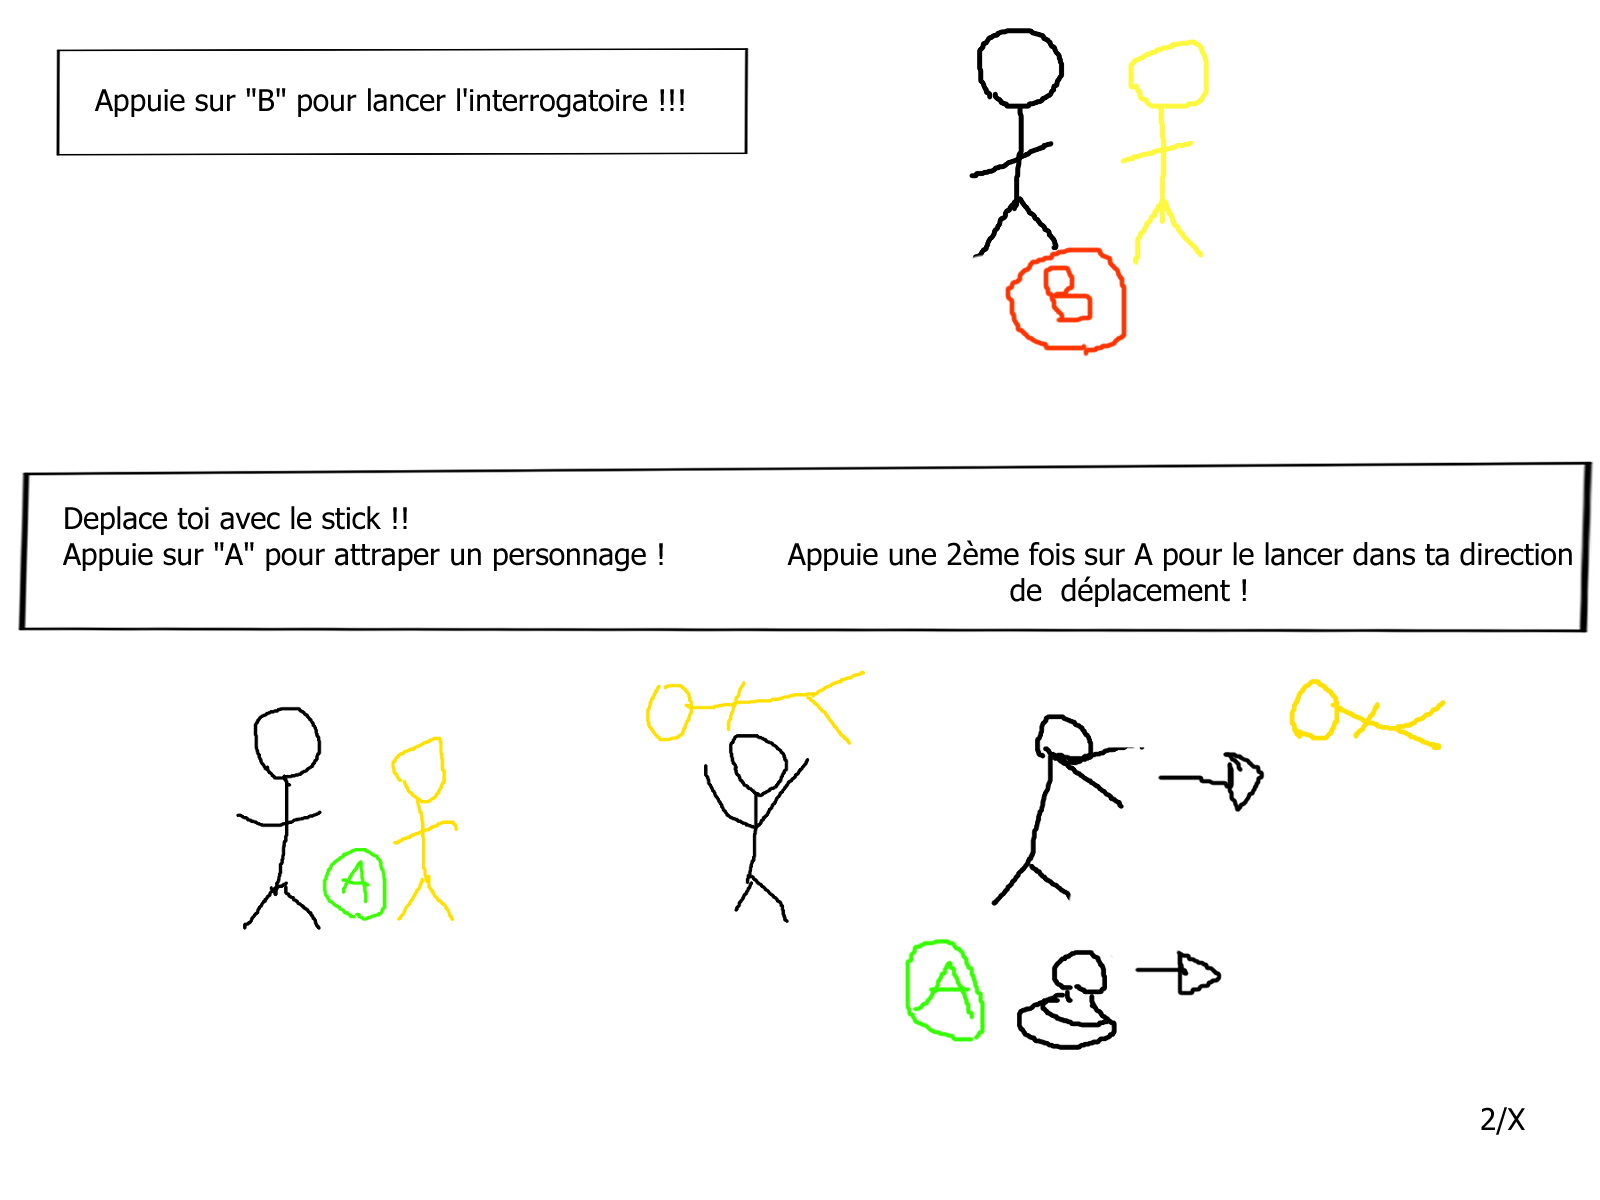 Appuie sur "B" pour lancer l'interrogatoire !!!
B
Deplace toi avec le stick !!
Appuie sur "A" pour attraper un personnage !
Appuie une 2ème fois sur A pour le lancer dans ta direction
de  déplacement !
A
A
2/X